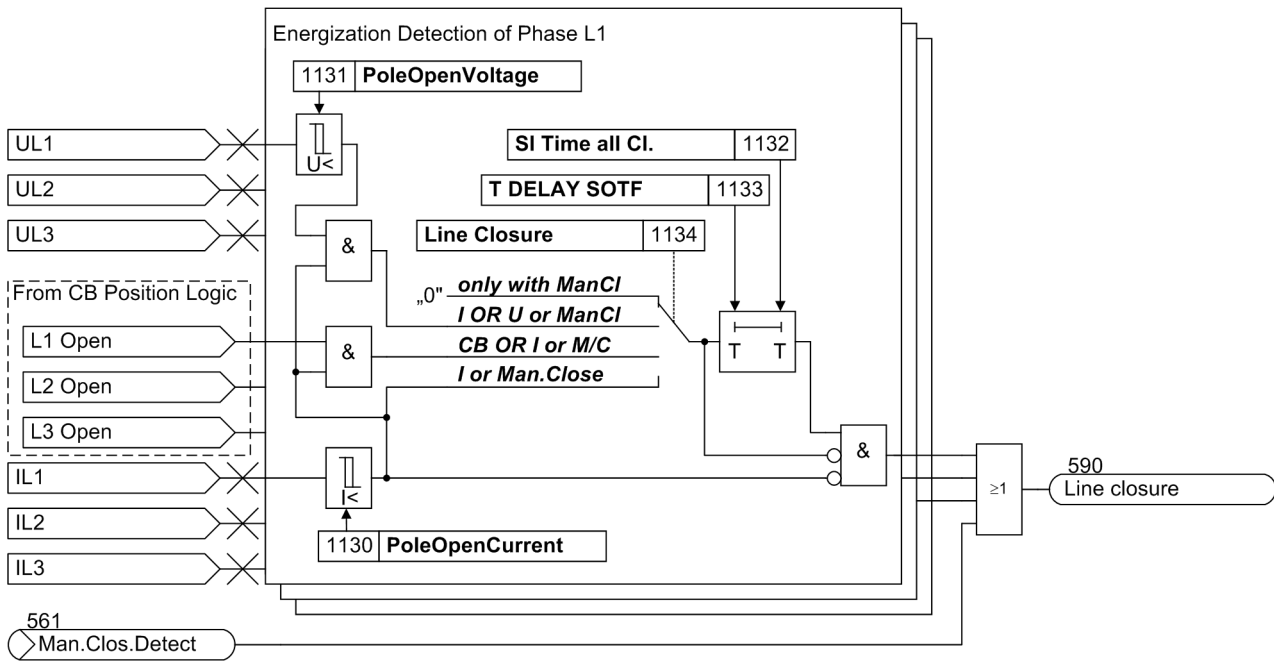 Energization Detection of Phase L1
1131 PoleOpenVoltage
UL1
U<
SI Time all Cl. 1132
UL2
T DELAY SOTF 1133
UL3
&
Line Closure 1134
From CB Position Logic
„0" only with ManCl
I OR U or ManCl
L1 Open
&
CB OR I or M/C
T T
I or Man.Close
L2 Open
L3 Open
&
IL1
I<
590
≥1
Line closure
IL2
1130 PoleOpenCurrent
IL3
561
Man.Clos.Detect